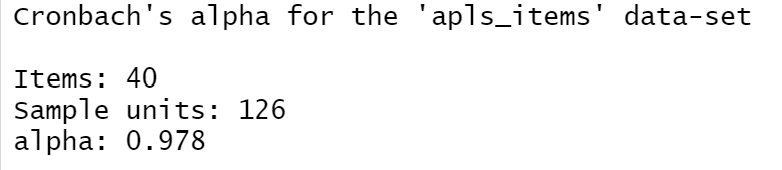 Cronbach's alpha for the 'apls_items' data-set
Items: 40
Sample units: 126
alpha: 0.978